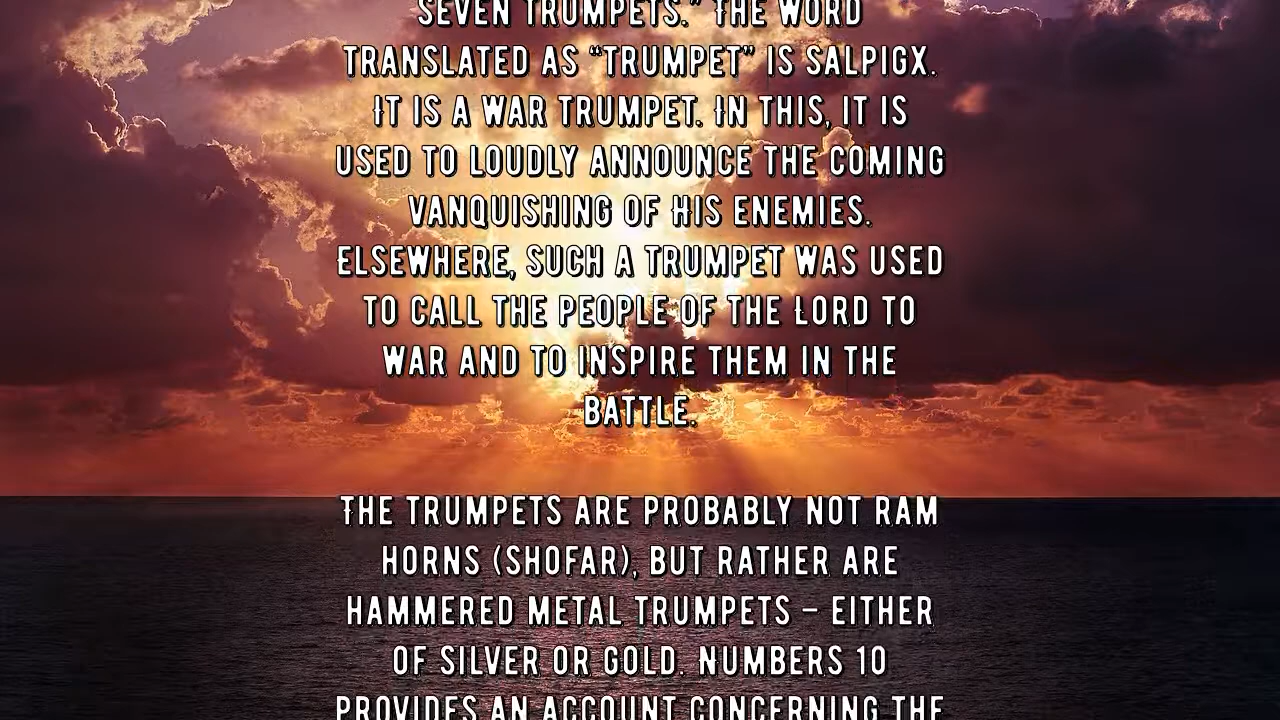 SEVEN TRUMPETS.” THE WORD
TRANSLATED AS “TRUMPET” IS SALPIGX.
IT IS A WAR TRUMPET. IN THIS, IT IS
USED TO LOUDLY ANNOUNCE THE COMING
VANQUISHING OF HIS ENEMIES.
ELSEWHERE, SUCH A TRUMPET WAS USED
TO CALL THE PEOPLE OF THE LORD TO
WAR AND TO INSPIRE THEM IN THE
BATTLE.
THE TRUMPETS ARE PROBABLY NOT RAM
HORNS (SHOFAR), BUT RATHER ARE
HAMMERED METAL TRUMPETS – EITHER
OF SILVER OR GOLD. NUMBERS 10
PROVIDES AN ACCOUNT CONCERNING THE